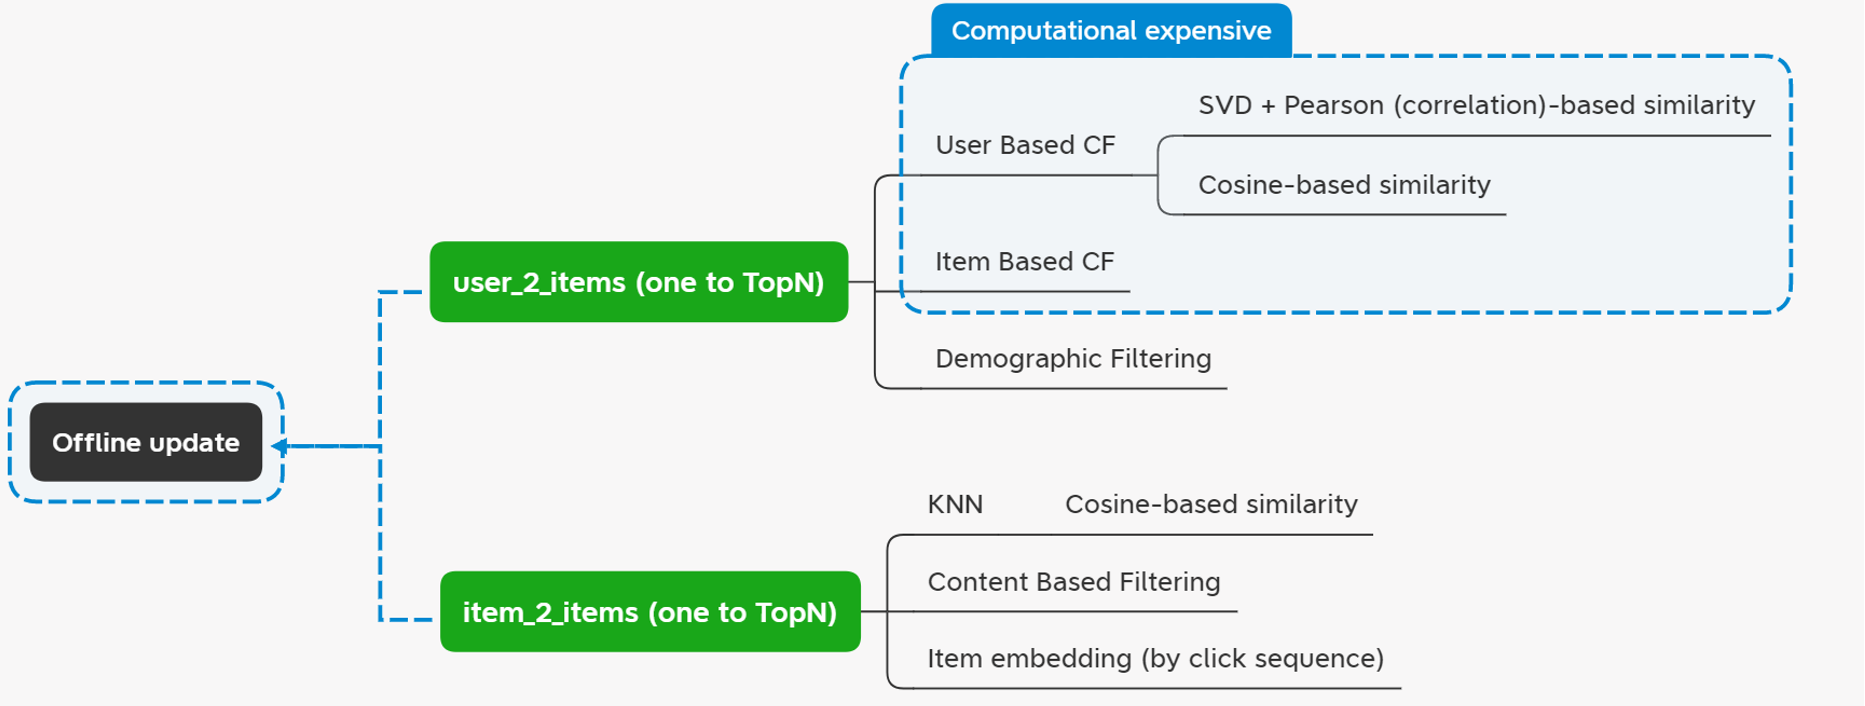 Computational expensive
SVD + Pearson (correlation)-based similarity
User Based CF
Cosine-based similarity
Item Based CF
user_2_items (one to TopN)
Demographic Filtering
Offline update
KNN Cosine-based similarity
Content Based Filtering
item_2_items (one to TopN)
Item embedding (by click sequence)